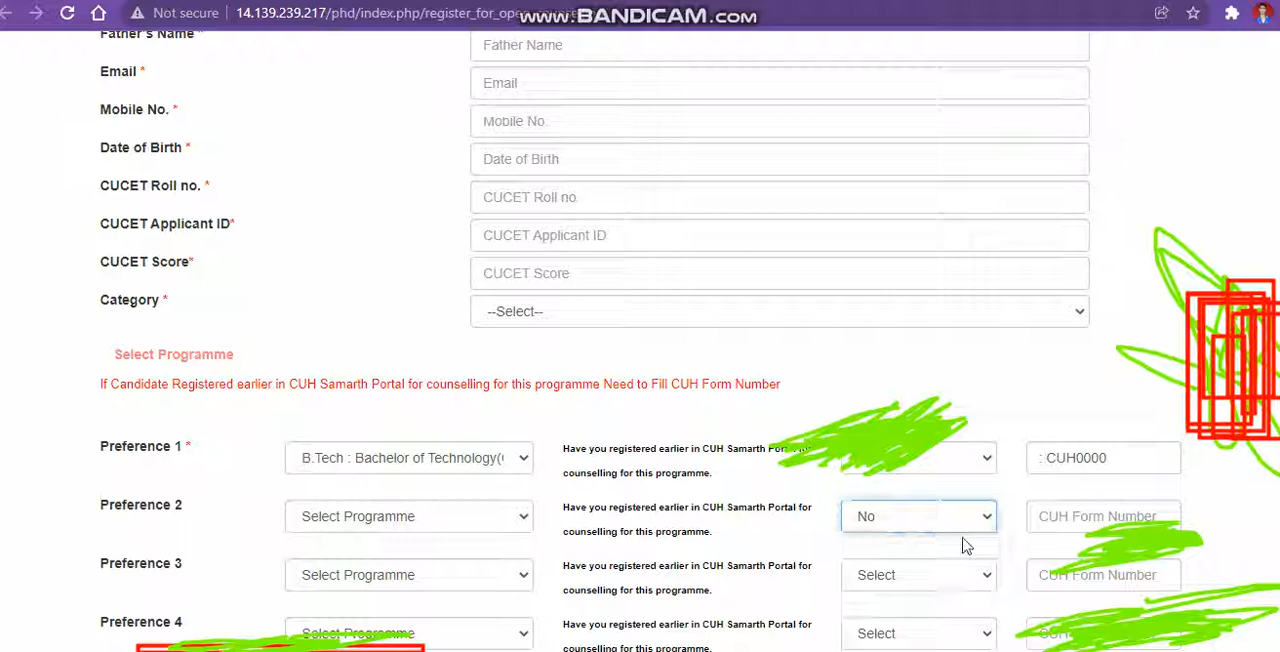 Not secure 14.139.239.217/phd/index.php/register_for_ope
www.BANDICAM.com
Father's Name *
Father Name
Email *
Email
Mobile No. *
Mobile No.
Date of Birth *
Date of Birth
CUCET Roll no. *
CUCET Roll no
CUCET Applicant ID*
CUCET Applicant ID
CUCET Score*
CUCET Score
Category *
--Select--
Select Programme
If Candidate Registered earlier in CUH Samarth Portal for counselling for this programme Need to Fill CUH Form Number
Preference 1 *
B.Tech : Bachelor of Technology(
Have you registered earlier in CUH Samarth Portal for
counselling for this programme.
: CUH0000
Preference 2
Select Programme
Have you registered earlier in CUH Samarth Portal for
counselling for this programme.
No
CUH Form Number
Preference 3
Select Programme
Have you registered earlier in CUH Samarth Portal for
counselling for this programme.
Select
CUH Form Number
Preference 4
Select Programme
Have you registered earlier in CUH Samarth Portal for
counselling for this programme.
Select